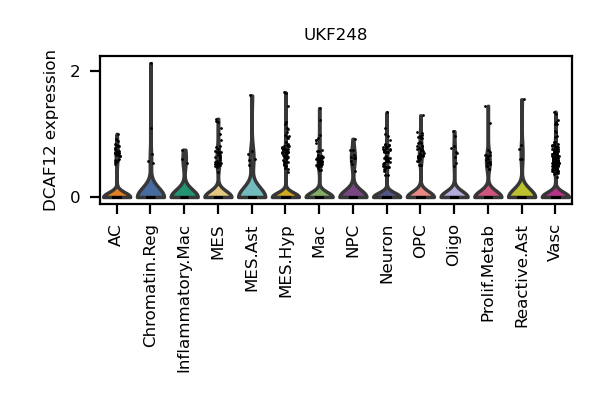 UKF248
DCAF12 expression
2
0
AC
Chromatin.Reg
Inflammatory.Mac
MES
MES.Ast
MES.Hyp
Mac
NPC
Neuron
OPC
Oligo
Prolif.Metab
Reactive.Ast
Vasc